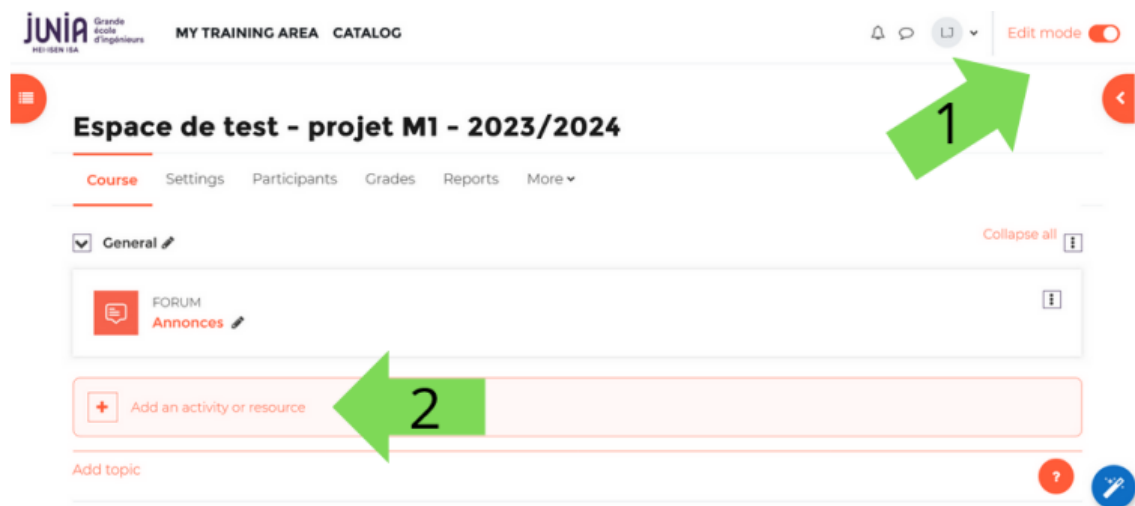 JUNIA Grande école d'ingénieurs
HEI·ISEN ISA
MY TRAINING AREA CATALOG
LJ
Edit mode
1
Espace de test - projet M1 - 2023/2024
Course Settings Participants Grades Reports More
General
Collapse all
FORUM
Annonces
+ Add an activity or resource
2
Add topic
?